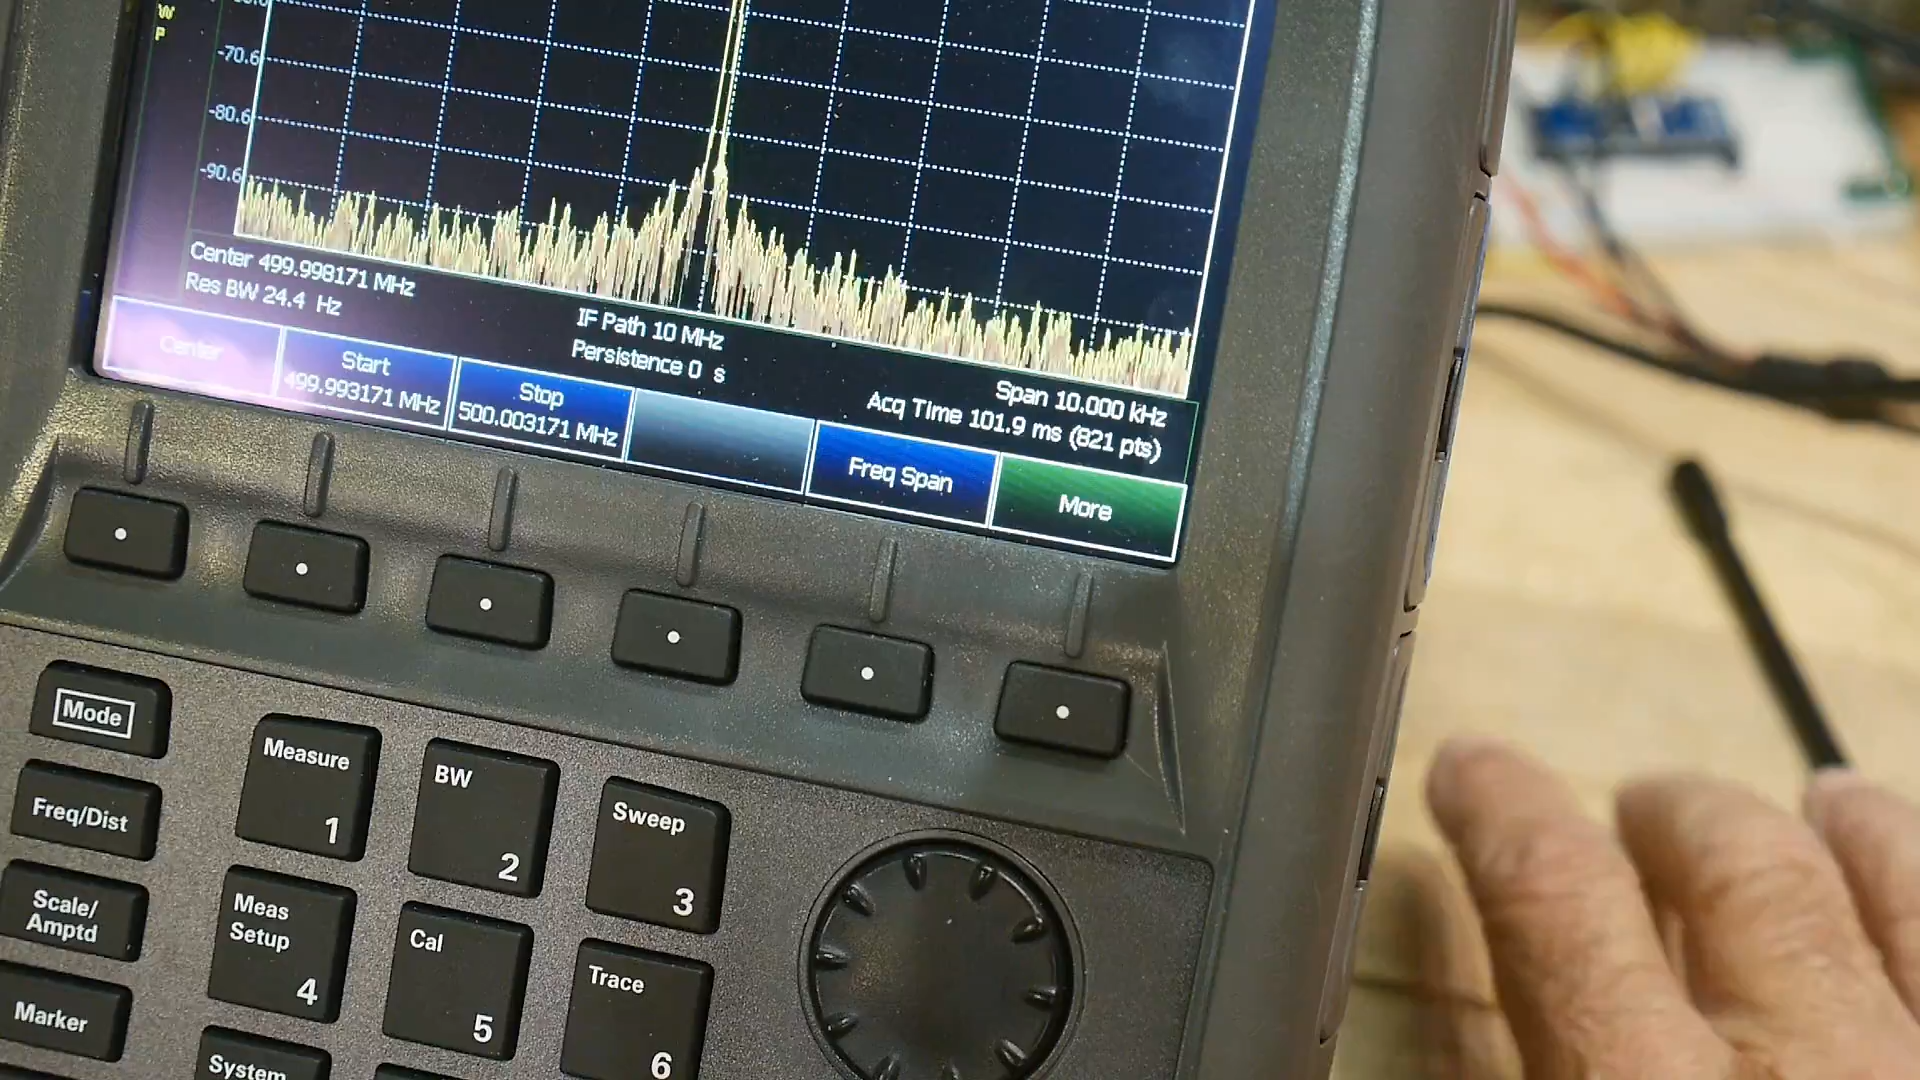 W
P
-70.6
-80.6
-90.6
Center 499.998171 MHz
Res BW 24.4 Hz
IF Path 10 MHz
Persistence 0 s
Span 10.000 kHz
Acq Time 101.9 ms (821 pts)
Center
Start
499.993171 MHz
Stop
500.003171 MHz
Freq Span
More
Mode
Measure
1
BW
2
Sweep
3
Freq/Dist
Scale/
Amptd
Meas
Setup
4
Cal
5
Trace
6
Marker
System